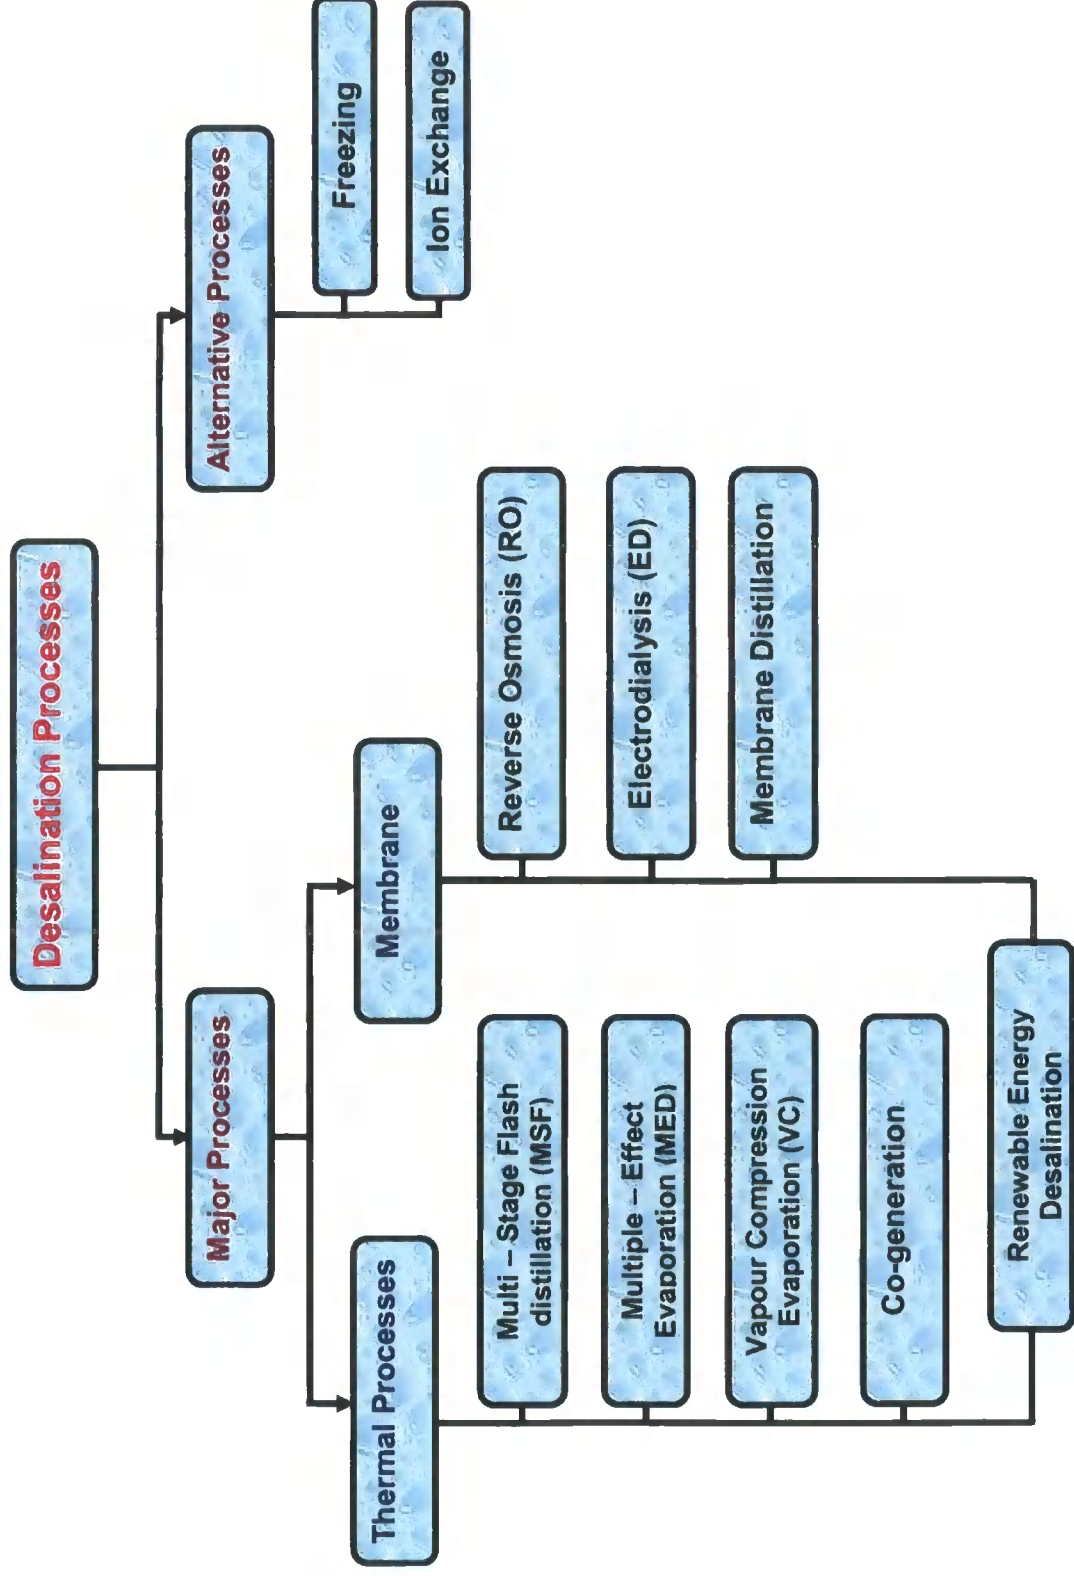 Desalination Processes
Major Processes
Alternative Processes
Thermal Processes
Membrane
Freezing
Ion Exchange
Multi – Stage Flash
distillation (MSF)
Multiple – Effect
Evaporation (MED)
Vapour Compression
Evaporation (VC)
Co-generation
Reverse Osmosis (RO)
Electrodialysis (ED)
Membrane Distillation
Renewable Energy
Desalination